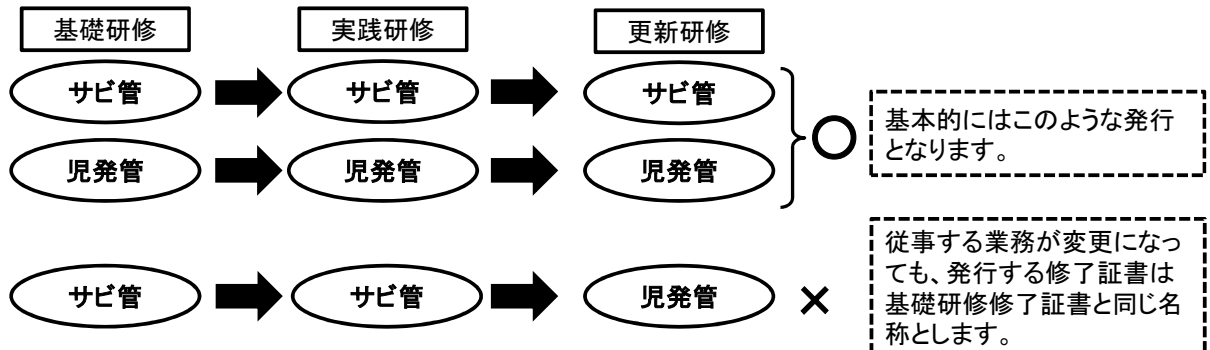 基礎研修 実践研修 更新研修
サビ管 サビ管 サビ管
児発管 児発管 児発管
○
基本的にはこのような発行
となります。
サビ管 サビ管 児発管
×
従事する業務が変更になっ
ても、発行する修了証書は
基礎研修修了証書と同じ名
称とします。